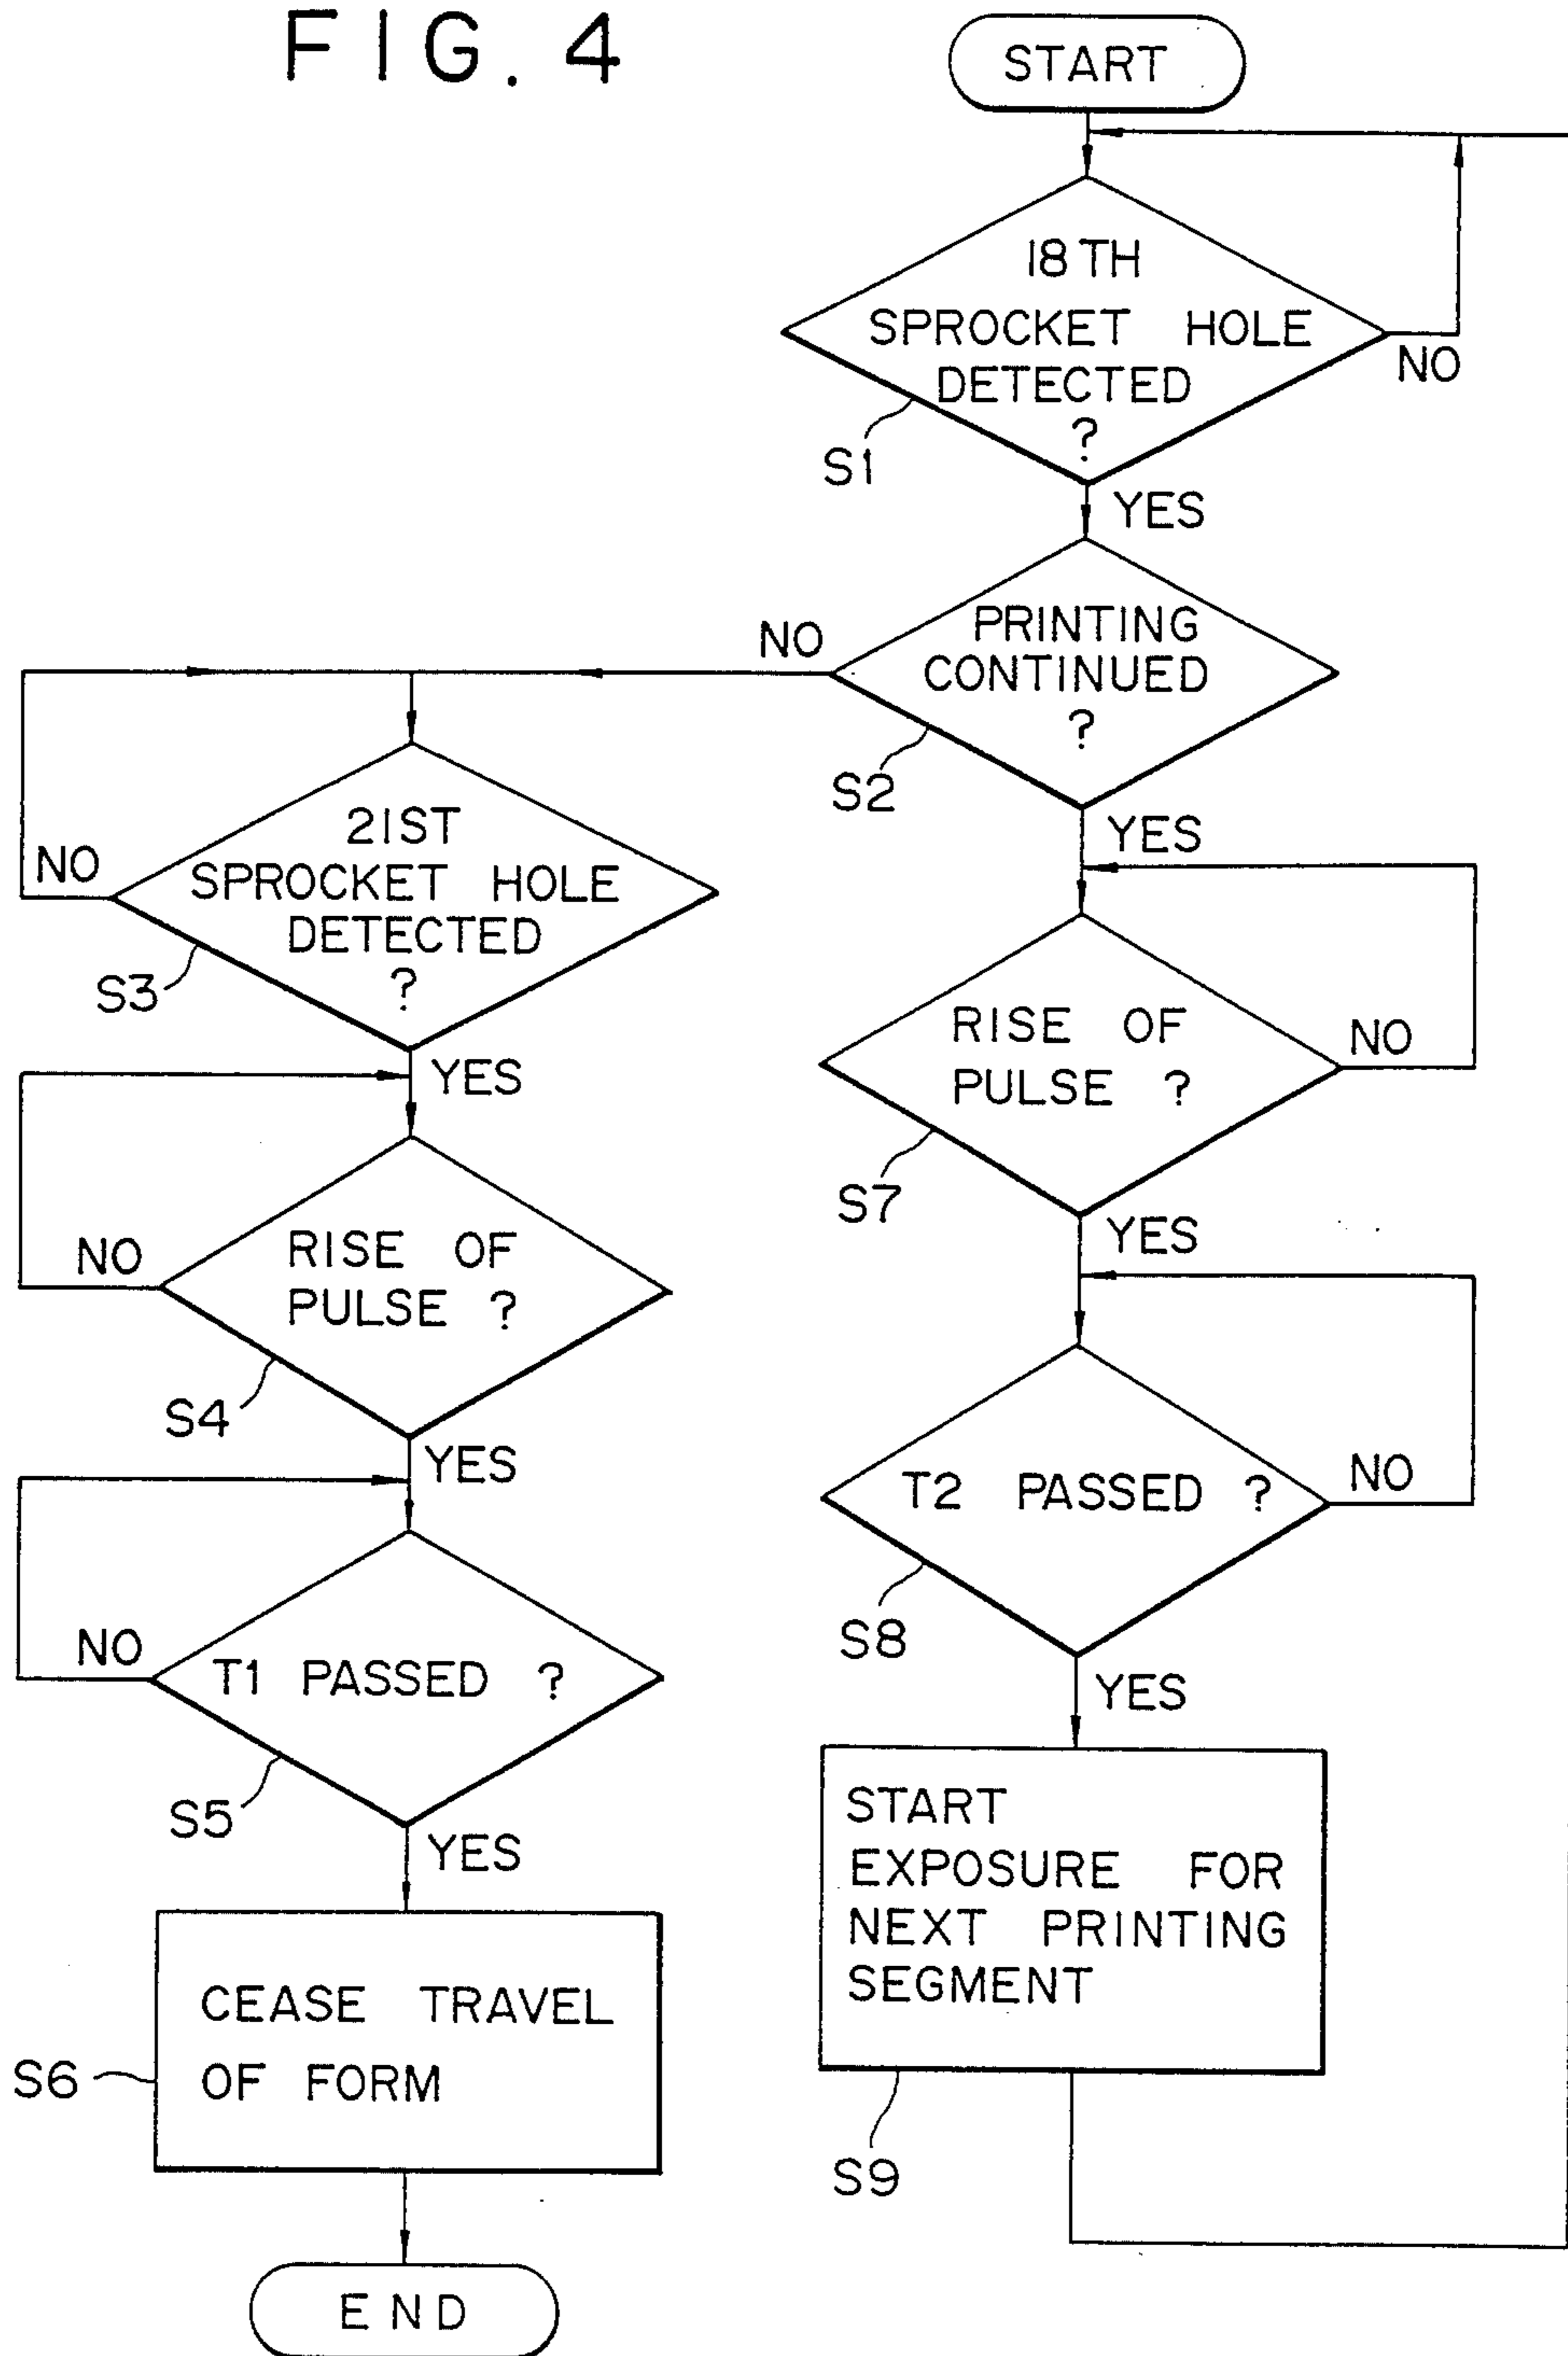 FIG. 4
START
18TH
SPROCKET HOLE
DETECTED
?
NO
S1
YES
PRINTING
CONTINUED
?
NO
S2
YES
21ST
SPROCKET HOLE
DETECTED
?
NO
S3
YES
RISE OF
PULSE ?
NO
S4
YES
T1 PASSED ?
NO
S5
YES
CEASE TRAVEL
OF FORM
S6
END
RISE OF
PULSE ?
NO
S7
YES
T2 PASSED ?
NO
S8
YES
START
EXPOSURE FOR
NEXT PRINTING
SEGMENT
S9